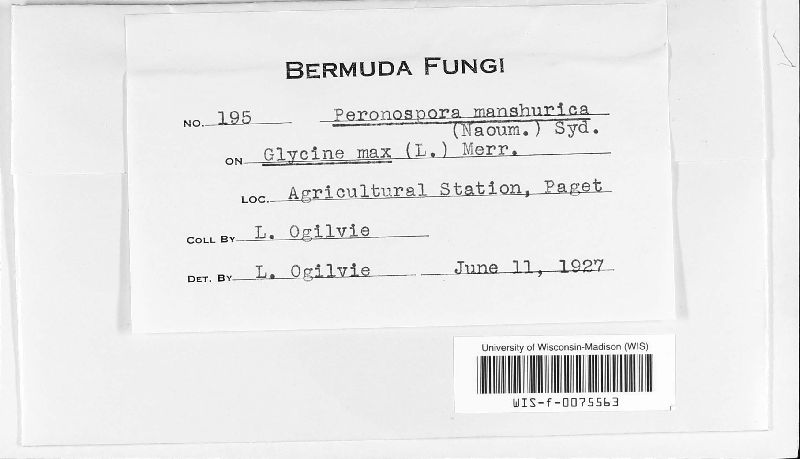 BERMUDA FUNGI
NO. 195 Peronospora manshurica
(Naoum.) Syd.
ON Glycine max (L.) Merr.
LOC. Agricultural Station, Paget
COLL BY L. Ogilvie
DET. BY L. Ogilvie June 11, 1927
University of Wisconsin-Madison (WIS)
WIS-f-0075563